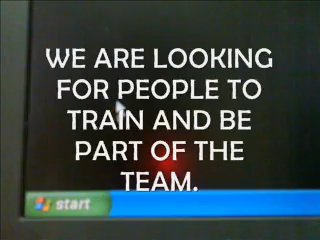 WE ARE LOOKING
FOR PEOPLE TO
TRAIN AND BE
PART OF THE
TEAM.
start